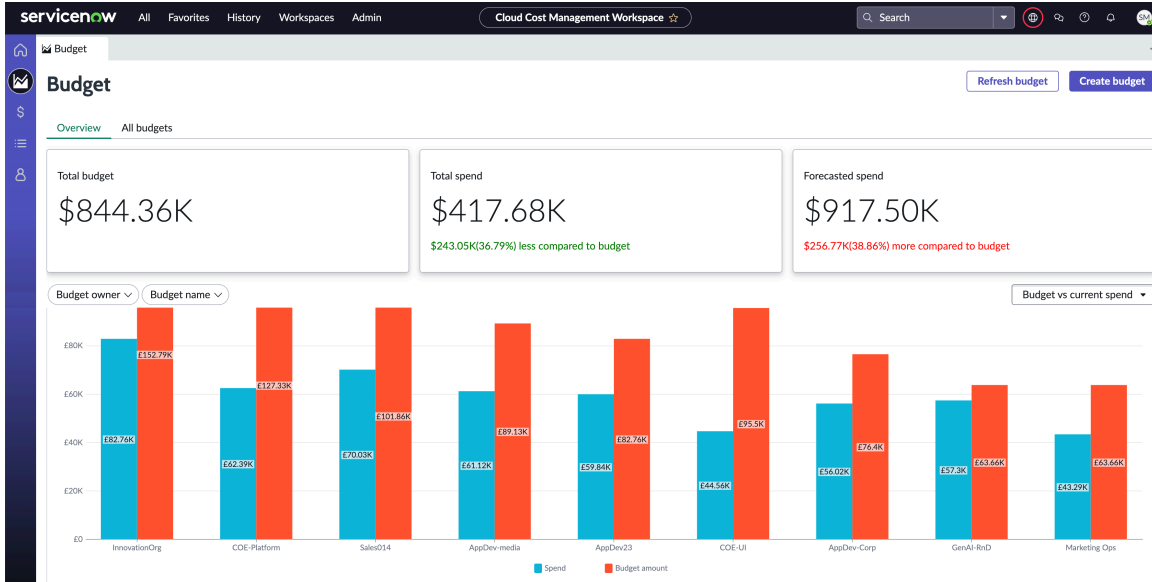 servicenow All Favorites History Workspaces Admin Cloud Cost Management Workspace Search SM
Budget
Budget Refresh budget Create budget
Overview All budgets
Total budget
$844.36K
Total spend
$417.68K
$243.05K(36.79%) less compared to budget
Forecasted spend
$917.50K
$256.77K(38.86%) more compared to budget
Budget owner Budget name Budget vs current spend
£80K
£60K
£40K
£20K
£0
£82.76K £152.79K
£62.39K £127.33K
£70.03K £101.86K
£61.12K £89.13K
£59.84K £82.76K
£44.56K £95.5K
£56.02K £76.4K
£57.3K £63.66K
£43.29K £63.66K
InnovationOrg COE-Platform Sales014 AppDev-media AppDev23 COE-UI AppDev-Corp GenAI-RnD Marketing Ops
Spend Budget amount